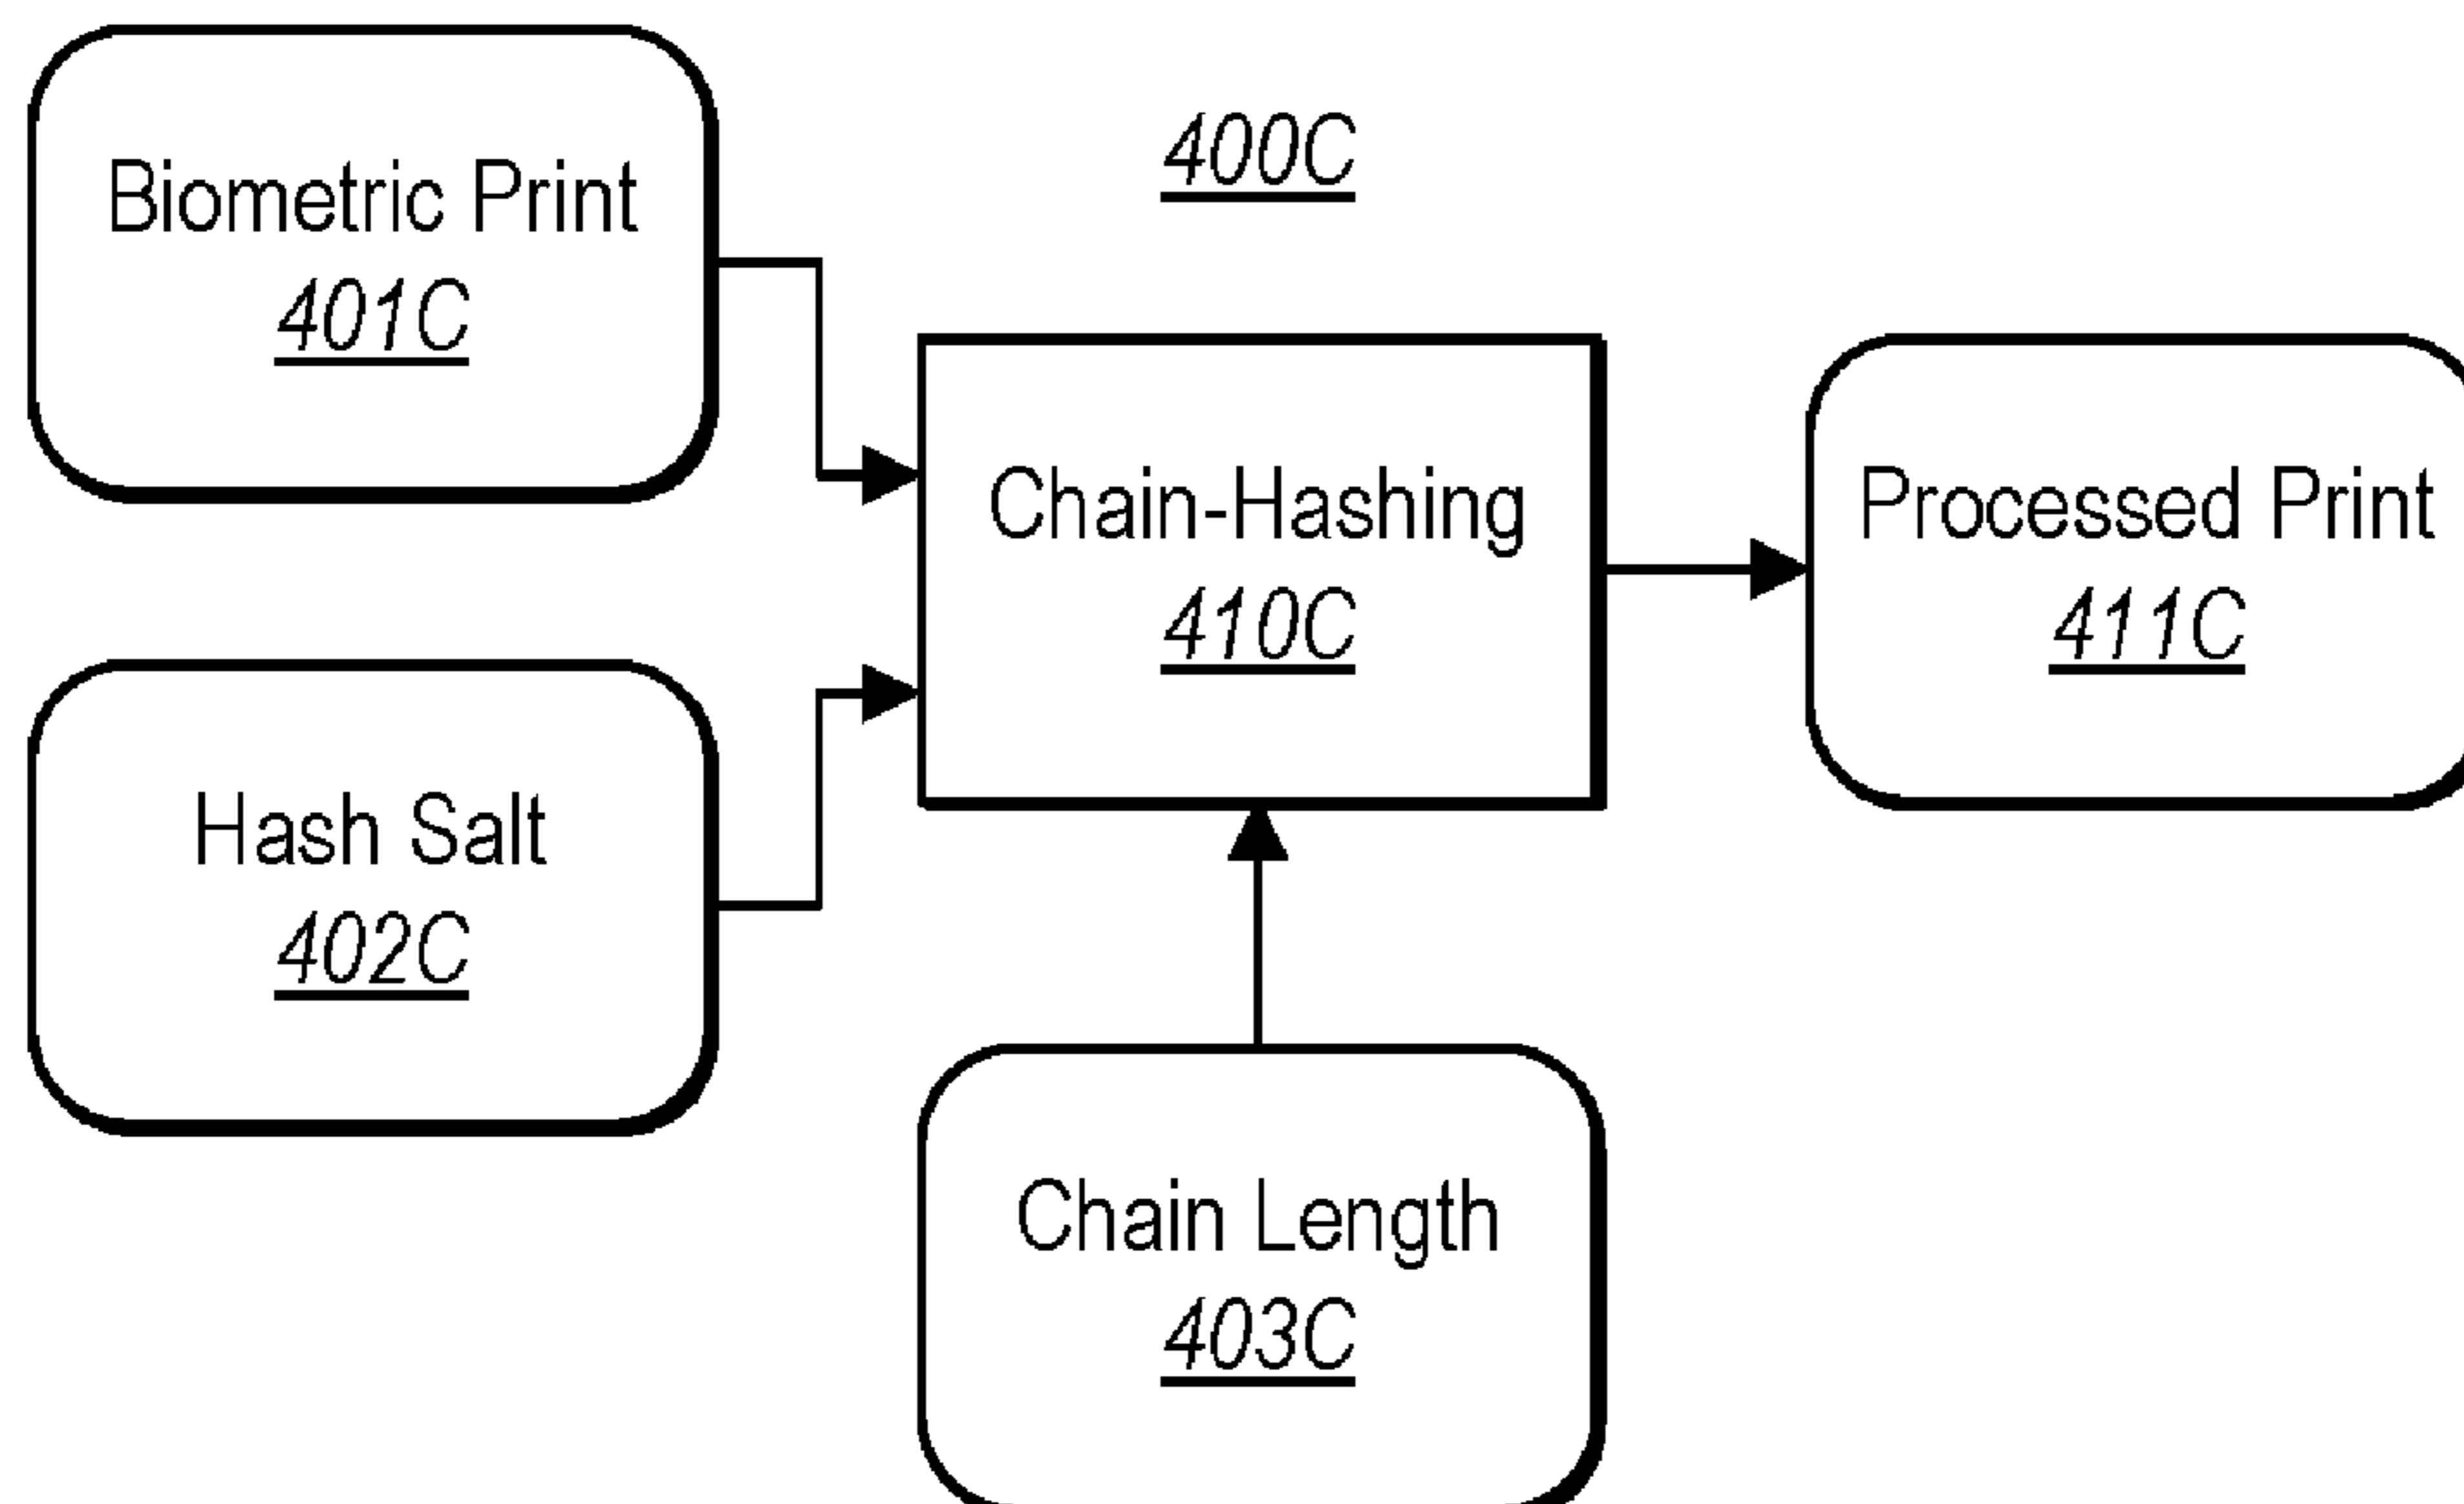 Biometric Print
401C
400C
Chain-Hashing
410C
Processed Print
411C
Hash Salt
402C
Chain Length
403C